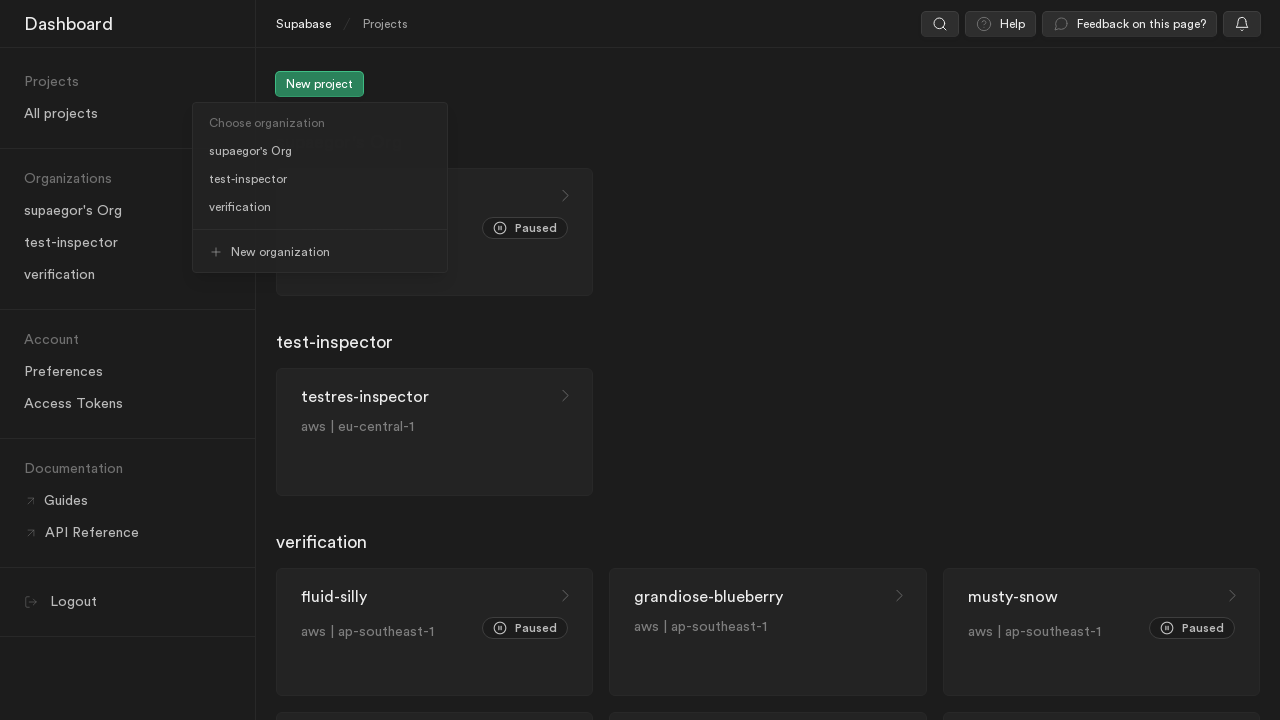 Dashboard
Supabase / Projects
Help
Feedback on this page?
Projects
All projects
Organizations
supaegor's Org
test-inspector
verification
Account
Preferences
Access Tokens
Documentation
Guides
API Reference
Logout
New project
Choose organization
supaegor's Org
test-inspector
verification
New organization
Paused
test-inspector
testres-inspector
aws | eu-central-1
verification
fluid-silly
aws | ap-southeast-1
Paused
grandiose-blueberry
aws | ap-southeast-1
musty-snow
aws | ap-southeast-1
Paused